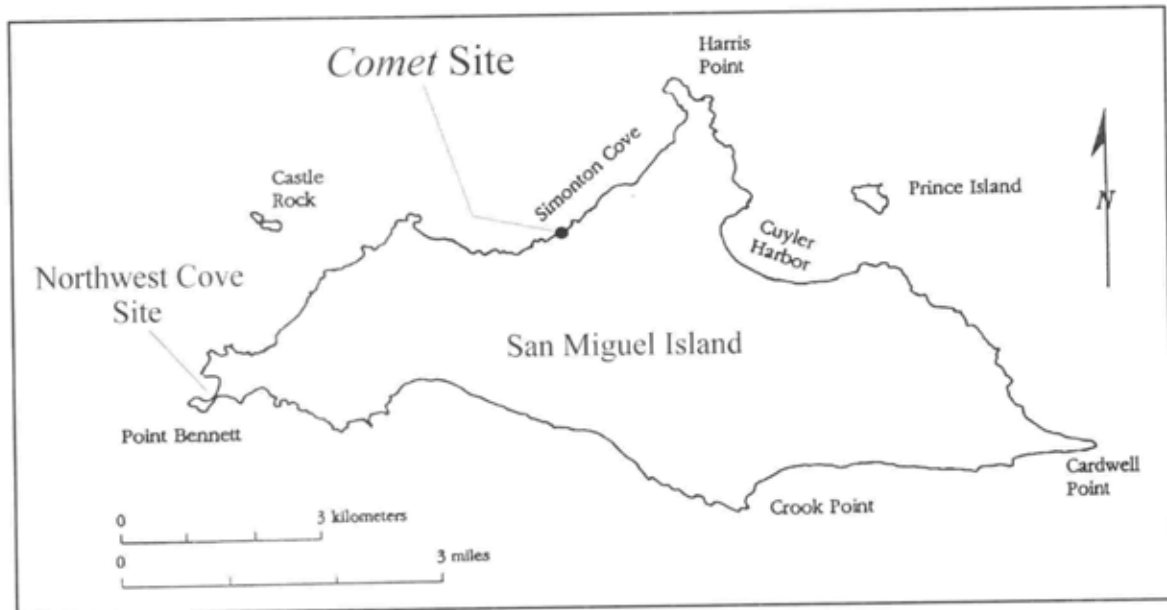 Harris
Point
Comet Site
Simonton Cove
Castle
Rock
Prince Island
N
Cuyler
Harbor
Northwest Cove
Site
San Miguel Island
Point Bennett
Cardwell
Point
Crook Point
0 3 kilometers
0 3 miles